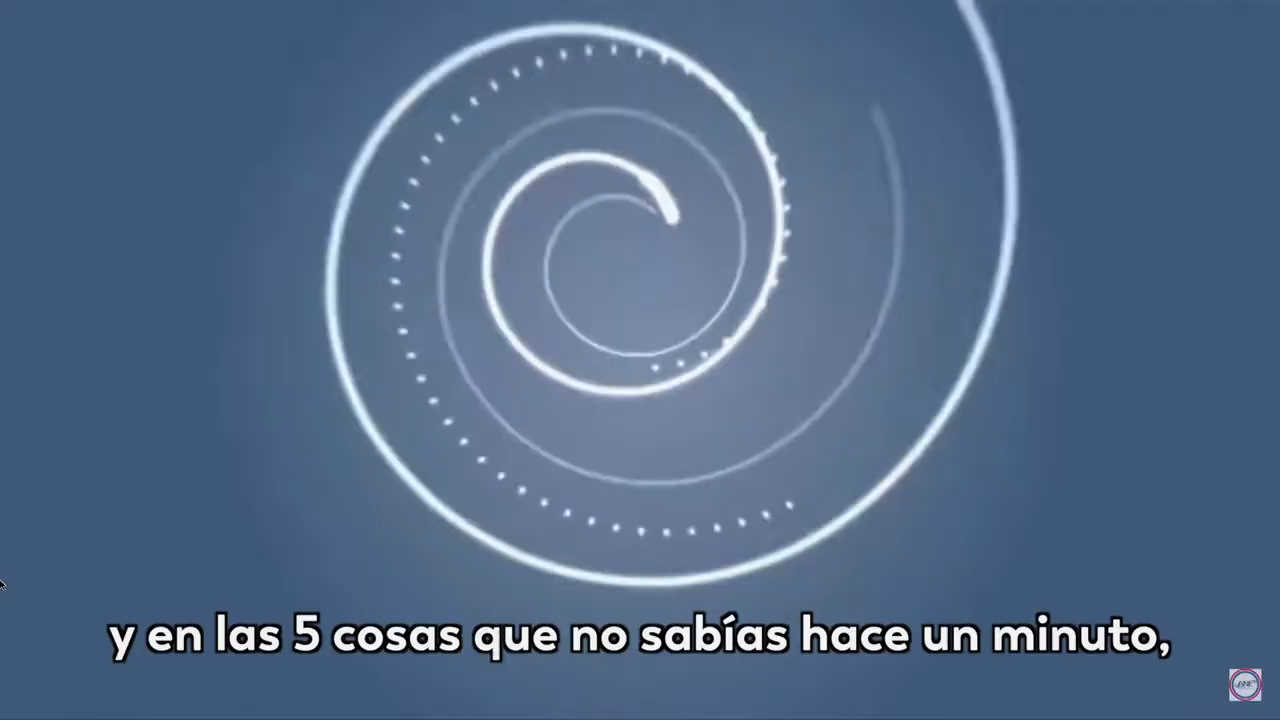 y en las 5 cosas que no sabías hace un minuto,